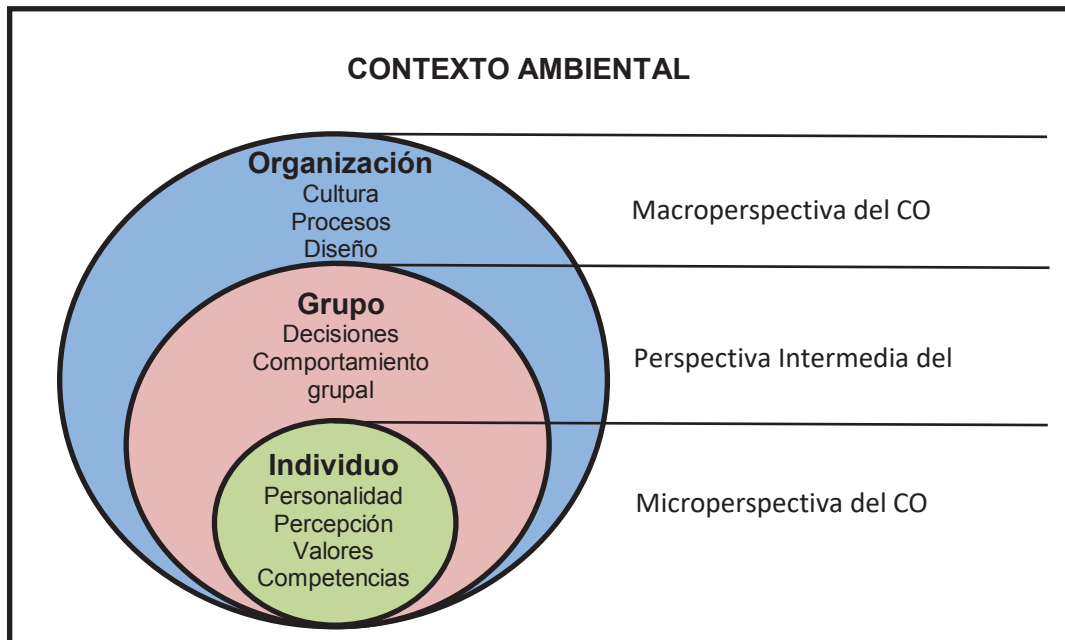 CONTEXTO AMBIENTAL
Organización
Cultura
Procesos
Diseño
Macroperspectiva del CO
Grupo
Decisiones
Comportamiento
grupal
Perspectiva Intermedia del
Individuo
Personalidad
Percepción
Valores
Competencias
Microperspectiva del CO